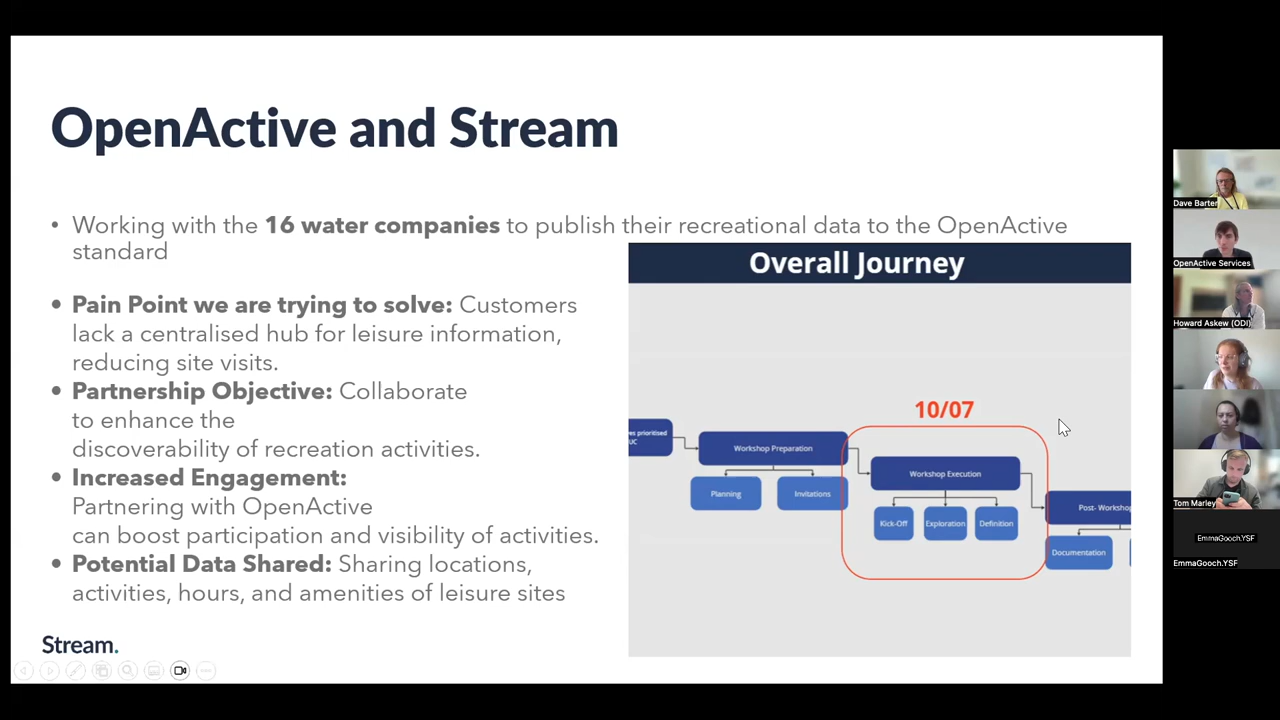 OpenActive and Stream
• Working with the 16 water companies to publish their recreational data to the OpenActive
standard
• Pain Point we are trying to solve: Customers
lack a centralised hub for leisure information,
reducing site visits.
• Partnership Objective: Collaborate
to enhance the
discoverability of recreation activities.
• Increased Engagement:
Partnering with OpenActive
can boost participation and visibility of activities.
• Potential Data Shared: Sharing locations,
activities, hours, and amenities of leisure sites
Stream.
Overall Journey
10/07
es prioritised
UC
Workshop Preparation
Planning
Invitations
Workshop Execution
Kick-Off
Exploration
Definition
Post- Workshop
Documentation
Dave Barter
OpenActive Services
Howard Askew (ODI)
Tom Marley
EmmaGooch.YSF
EmmaGooch.YSF